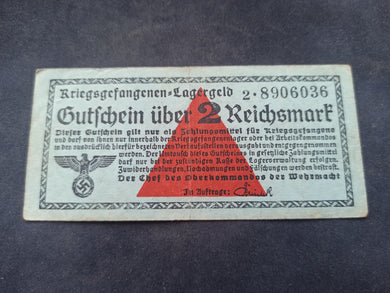 Kriegsgefangenen-Lagergeld 2·8906036
Gutschein über 2 Reichsmark
Dieser Gutschein gilt nur als Zahlungsmittel für Kriegsgefangene
und darf von ihnen nur innerhalb der Kriegsgefangenenlager oder bei Arbeitskommandos
in den ausdrücklich hierfür bezeichneten Verkaufsstellen verausgabt und entgegengenommen
werden. Der Umtausch dieses Gutscheines in gesetzliche Zahlungsmittel
darf nur bei der zuständigen Kasse der Lagerverwaltung erfolgen.
Zuwiderhandlungen, Nachahmungen und Fälschungen werden bestraft.
Der Chef des Oberkommandos der Wehrmacht
Im Auftrage: